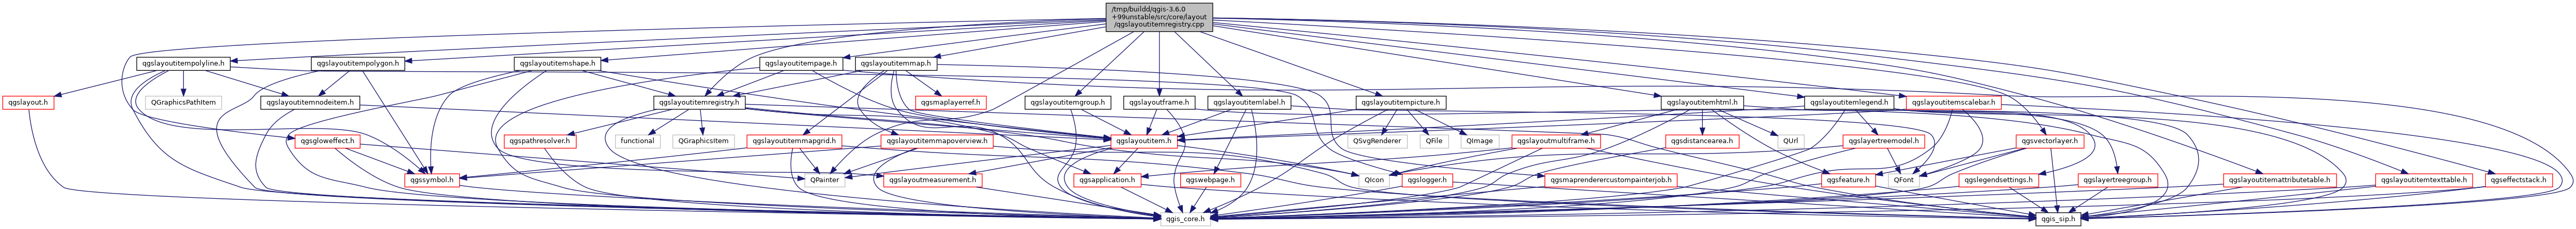 /tmp/buildd/qgis-3.6.0
+99unstable/src/core/layout
/qgslayoutitemregistry.cpp
qgslayoutitempolyline.h
qgslayoutitempolygon.h
qgslayoutitemshape.h
qgslayoutitempage.h
qgslayoutitemmap.h
qgslayout.h
QGraphicsPathItem
qgslayoutitemnodeitem.h
qgslayoutitemregistry.h
qgsmaplayerref.h
qgslayoutitemgroup.h
qgslayoutframe.h
qgslayoutitemlabel.h
qgslayoutitempicture.h
qgslayoutitemhtml.h
qgslayoutitemlegend.h
qgslayoutitemscalebar.h
qgsgloweffect.h
qgspathresolver.h
functional
QGraphicsItem
qgslayoutitemmapgrid.h
qgslayoutitemmapoverview.h
qgslayoutitem.h
QSvgRenderer
QFile
QImage
qgslayoutmultiframe.h
qgsdistancearea.h
QUrl
qgslayertreemodel.h
qgsvectorlayer.h
qgssymbol.h
QPainter
qgslayoutmeasurement.h
qgsapplication.h
qgswebpage.h
QIcon
qgslogger.h
qgsmaprenderercustompainterjob.h
qgsfeature.h
QFont
qgslegendsettings.h
qgslayertreegroup.h
qgslayoutitemattributetable.h
qgslayoutitemtexttable.h
qgseffectstack.h
qgis_core.h
qgis_sip.h